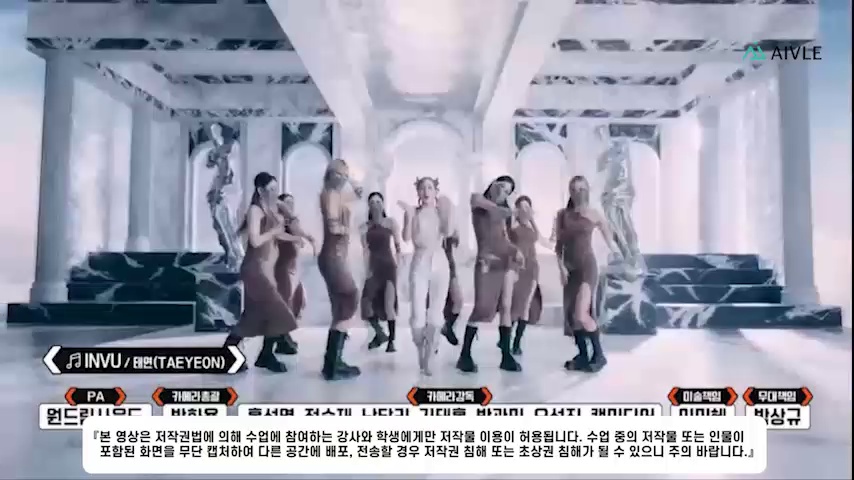 AIVLE
INVU / 태연(TAEYEON)
PA 카메라총괄 카메라감독 미술책임 무대책임
박상규
『본 영상은 저작권법에 의해 수업에 참여하는 강사와 학생에게만 저작물 이용이 허용됩니다. 수업 중의 저작물 또는 인물이
포함된 화면을 무단 캡처하여 다른 공간에 배포, 전송할 경우 저작권 침해 또는 초상권 침해가 될 수 있으니 주의 바랍니다.』